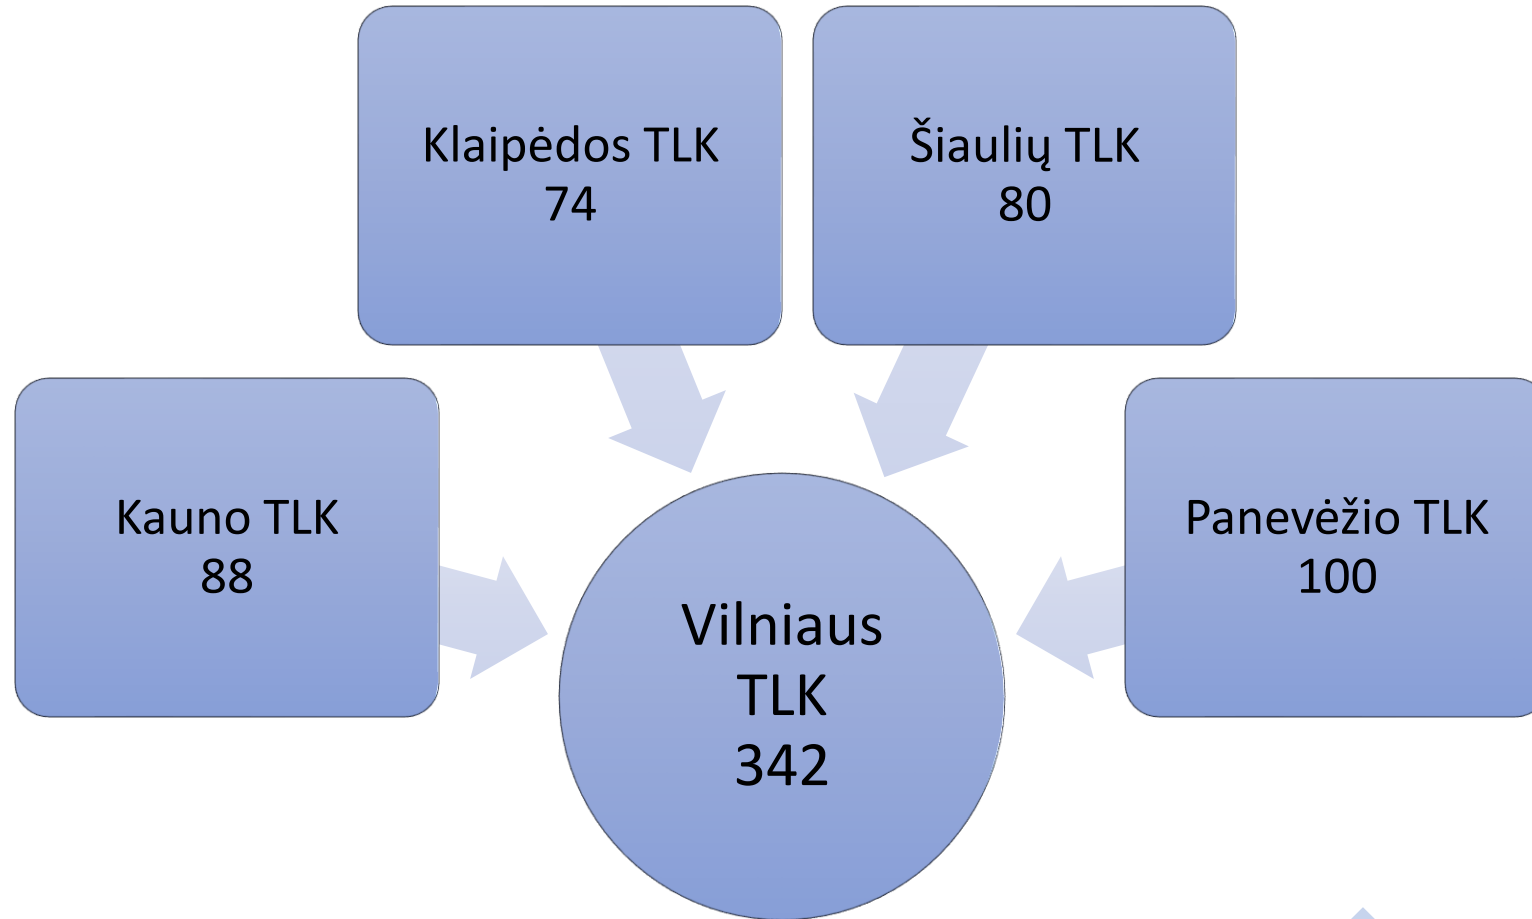 Klaipėdos TLK
74
Šiaulių TLK
80
Kauno TLK
88
Panevėžio TLK
100
Vilniaus
TLK
342